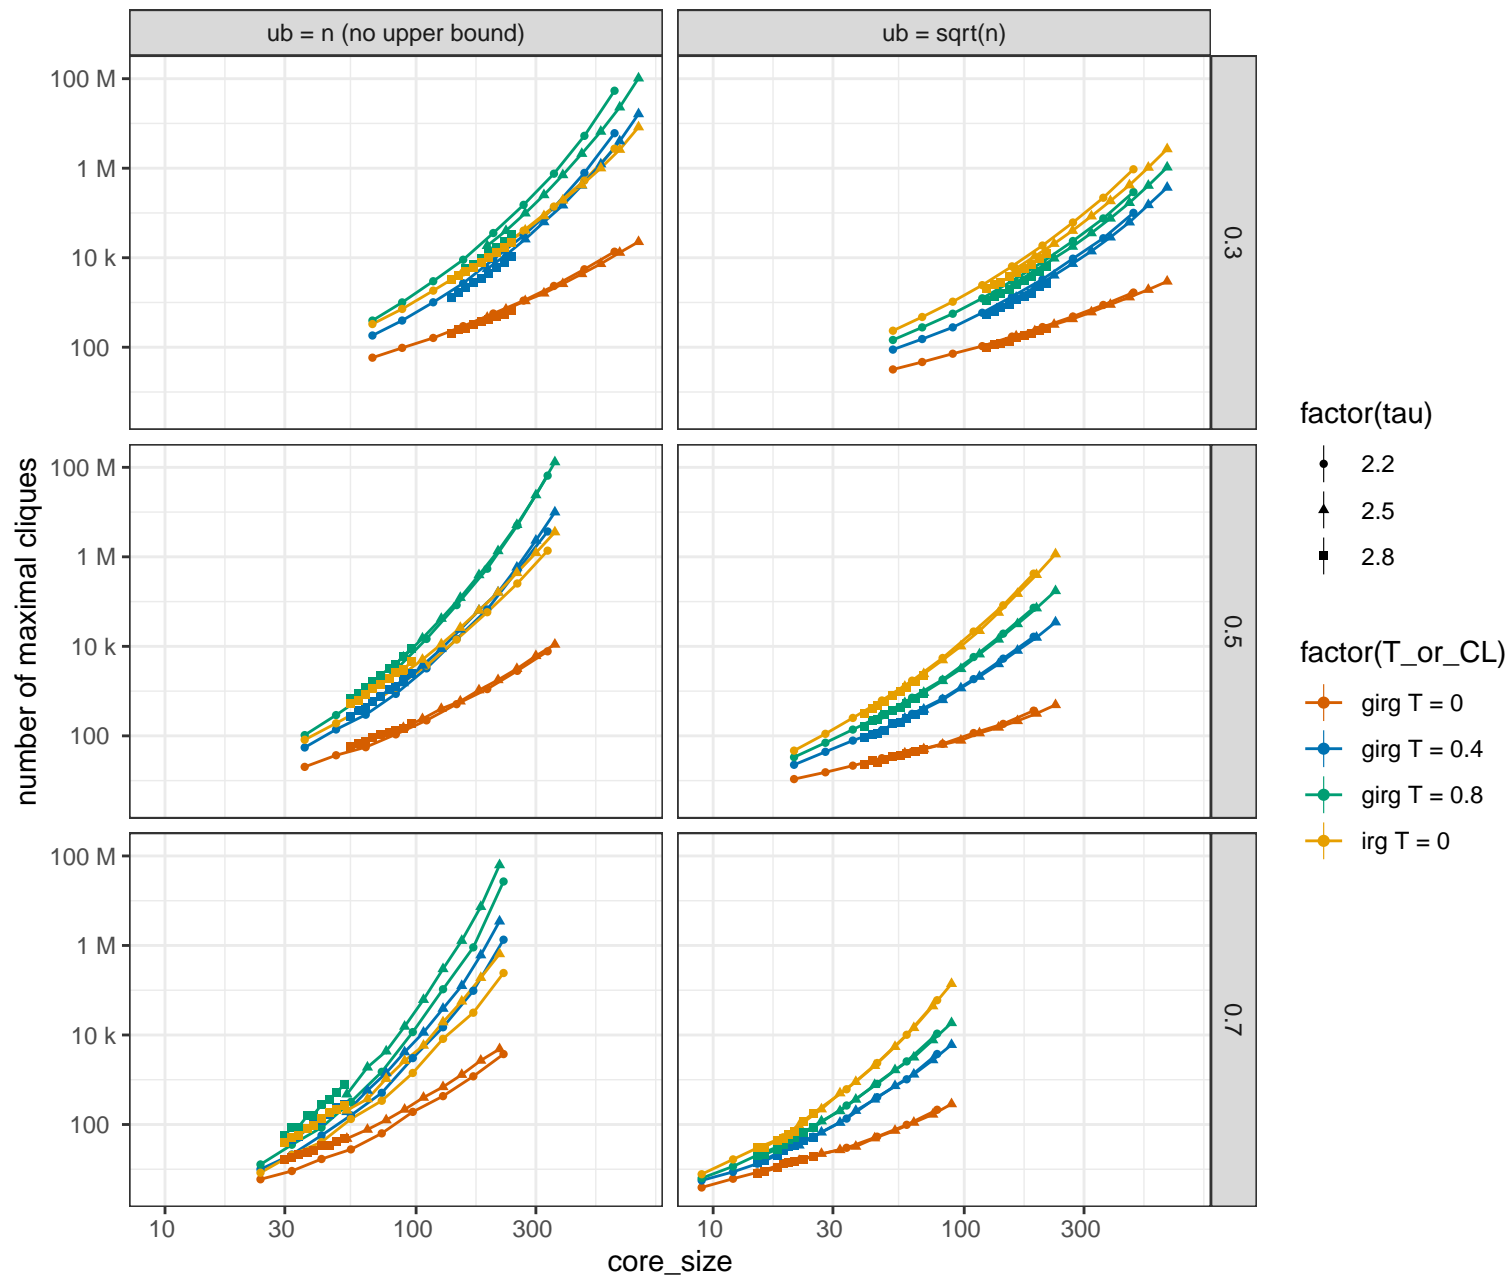 ub = n (no upper bound)
ub = sqrt(n)
100 M
1 M
10 k
100
0.3
100 M
1 M
10 k
100
0.5
100 M
1 M
10 k
100
0.7
number of maximal cliques
10
30
100
300
10
30
100
300
core_size
factor(tau)
2.2
2.5
2.8
factor(T_or_CL)
girg T = 0
girg T = 0.4
girg T = 0.8
irg T = 0